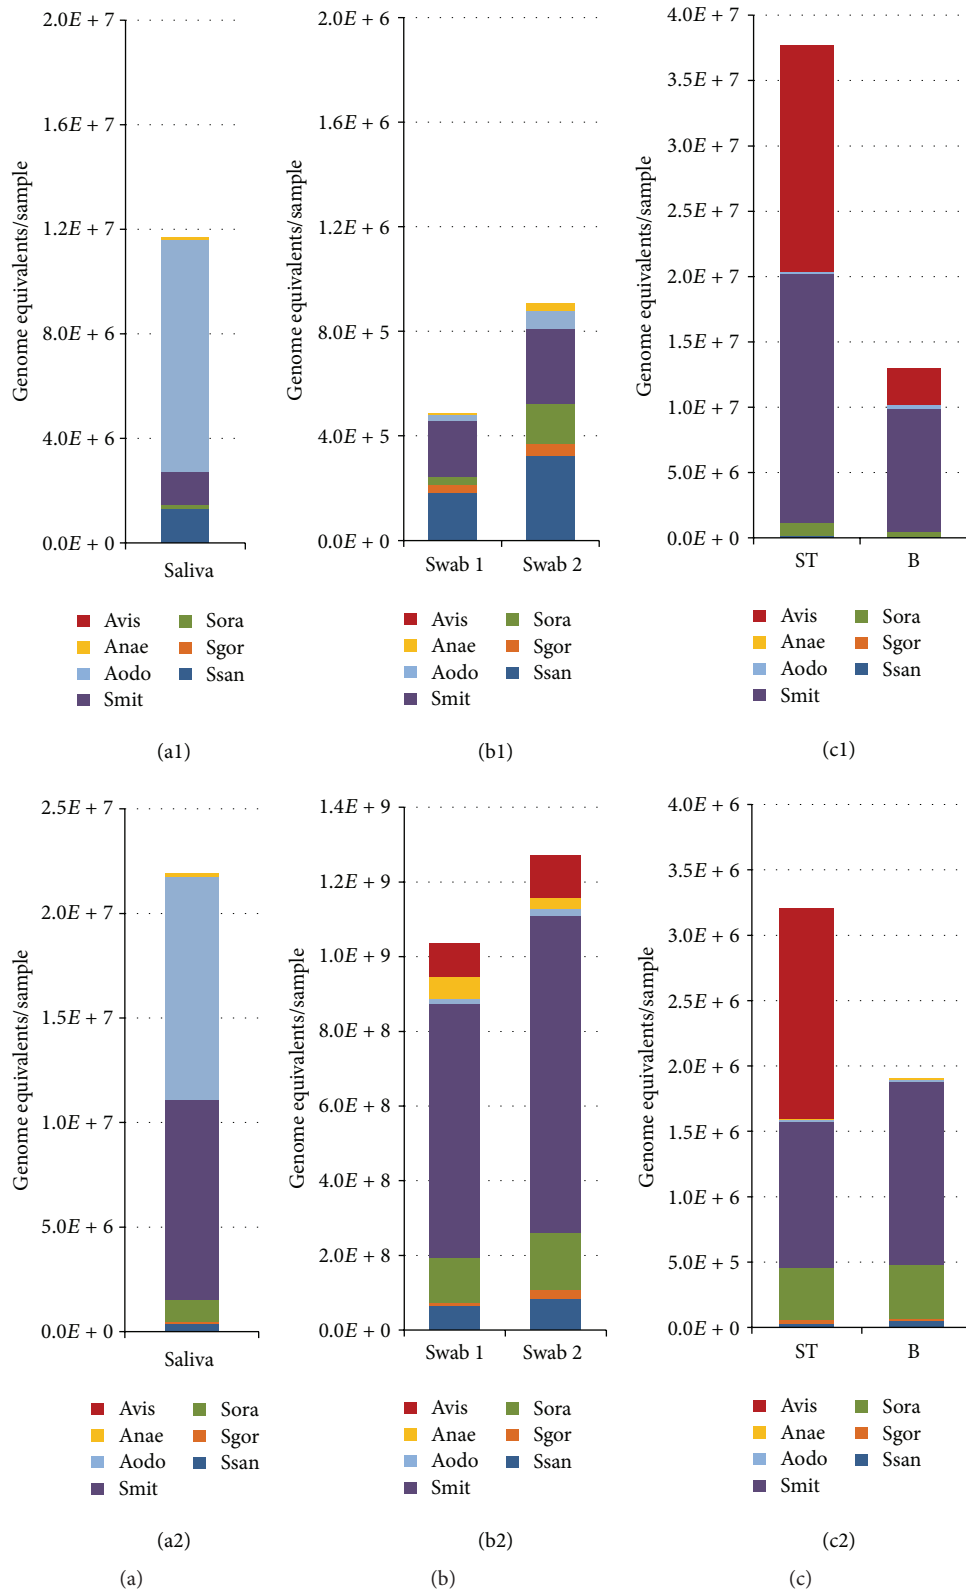 Genome equivalents/sample
2.0E + 7
1.6E + 7
1.2E + 7
8.0E + 6
4.0E + 6
0.0E + 0
Saliva
Avis
Anae
Aodo
Smit
Sora
Sgor
Ssan
(a1)
Genome equivalents/sample
2.0E + 6
1.6E + 6
1.2E + 6
8.0E + 5
4.0E + 5
0.0E + 0
Swab 1 Swab 2
Avis
Anae
Aodo
Smit
Sora
Sgor
Ssan
(b1)
Genome equivalents/sample
4.0E + 7
3.5E + 7
3.0E + 7
2.5E + 7
2.0E + 7
1.5E + 7
1.0E + 7
5.0E + 6
0.0E + 0
ST B
Avis
Anae
Aodo
Smit
Sora
Sgor
Ssan
(c1)
Genome equivalents/sample
2.5E + 7
2.0E + 7
1.5E + 7
1.0E + 7
5.0E + 6
0.0E + 0
Saliva
Avis
Anae
Aodo
Smit
Sora
Sgor
Ssan
(a2)
Genome equivalents/sample
1.4E + 9
1.2E + 9
1.0E + 9
8.0E + 8
6.0E + 8
4.0E + 8
2.0E + 8
0.0E + 0
Swab 1 Swab 2
Avis
Anae
Aodo
Smit
Sora
Sgor
Ssan
(b2)
Genome equivalents/sample
4.0E + 6
3.5E + 6
3.0E + 6
2.5E + 6
2.0E + 6
1.5E + 6
1.0E + 6
5.0E + 5
0.0E + 0
ST B
Avis
Anae
Aodo
Smit
Sora
Sgor
Ssan
(c2)
(a) (b) (c)